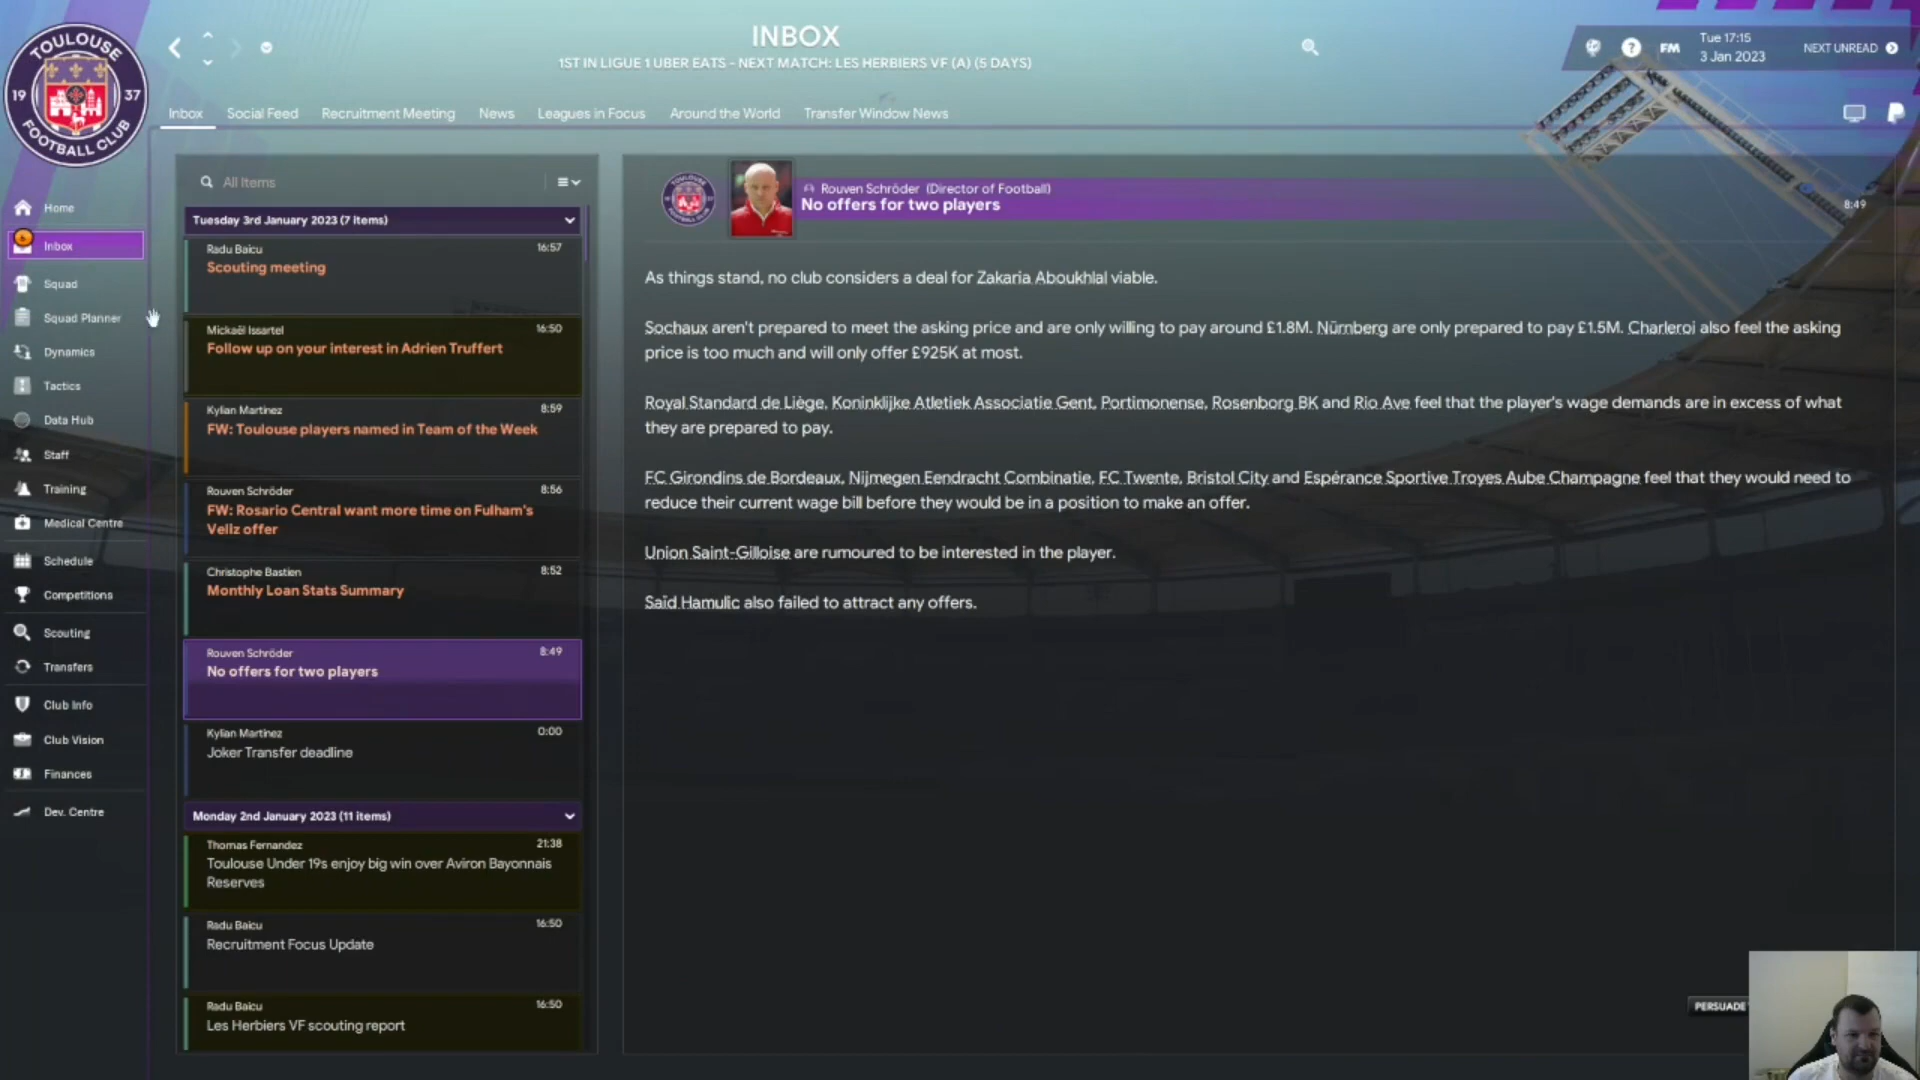 TOULOUSE
19 37
FOOTBALL CLUB
INBOX
1ST IN LIGUE 1 UBER EATS - NEXT MATCH: LES HERBIERS VF (A) (5 DAYS)
FM
Tue 17:15
3 Jan 2023
NEXT UNREAD
Inbox
Social Feed
Recruitment Meeting
News
Leagues in Focus
Around the World
Transfer Window News
Home
Inbox
Squad
Squad Planner
Dynamics
Tactics
Data Hub
Staff
Training
Medical Centre
Schedule
Competitions
Scouting
Transfers
Club Info
Club Vision
Finances
Dev. Centre
All Items
Tuesday 3rd January 2023 (7 items)
Radu Baicu 16:57
Scouting meeting
Mickaël Issartel 16:50
Follow up on your interest in Adrien Truffert
Kylian Martinez 8:59
FW: Toulouse players named in Team of the Week
Rouven Schröder 8:56
FW: Rosario Central want more time on Fulham's
Veliz offer
Christophe Bastien 8:52
Monthly Loan Stats Summary
Rouven Schröder 8:49
No offers for two players
Kylian Martinez 0:00
Joker Transfer deadline
Monday 2nd January 2023 (11 items)
Thomas Fernandez 21:38
Toulouse Under 19s enjoy big win over Aviron Bayonnais
Reserves
Radu Baicu 16:50
Recruitment Focus Update
Radu Baicu 16:50
Les Herbiers VF scouting report
Rouven Schröder (Director of Football)
No offers for two players
8:49
As things stand, no club considers a deal for Zakaria Aboukhlal viable.
Sochaux aren't prepared to meet the asking price and are only willing to pay around £1.8M. Nürnberg are only prepared to pay £1.5M. Charleroi also feel the asking
price is too much and will only offer £925K at most.
Royal Standard de Liège, Koninklijke Atletiek Associatie Gent, Portimonense, Rosenborg BK and Rio Ave feel that the player's wage demands are in excess of what
they are prepared to pay.
FC Girondins de Bordeaux, Nijmegen Eendracht Combinatie, FC Twente, Bristol City and Espérance Sportive Troyes Aube Champagne feel that they would need to
reduce their current wage bill before they would be in a position to make an offer.
Union Saint-Gilloise are rumoured to be interested in the player.
Saïd Hamulic also failed to attract any offers.
PERSUADE